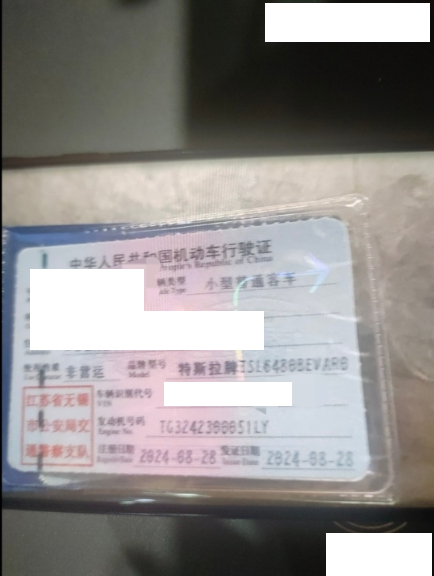 中华人民共和国机动车行驶证
People's Republic of China
车辆类型 小型普通客车
Vehicle Type
使用性质 非营运 品牌型号 特斯拉牌TSL6480BEVAR0
Model
江苏省无锡市公安局交通警察支队
车辆识别代号
VIN
发动机号码 TG3242300651LY
Engine No.
注册日期 2024-08-28 发证日期 2024-08-28
Register Date Issue Date